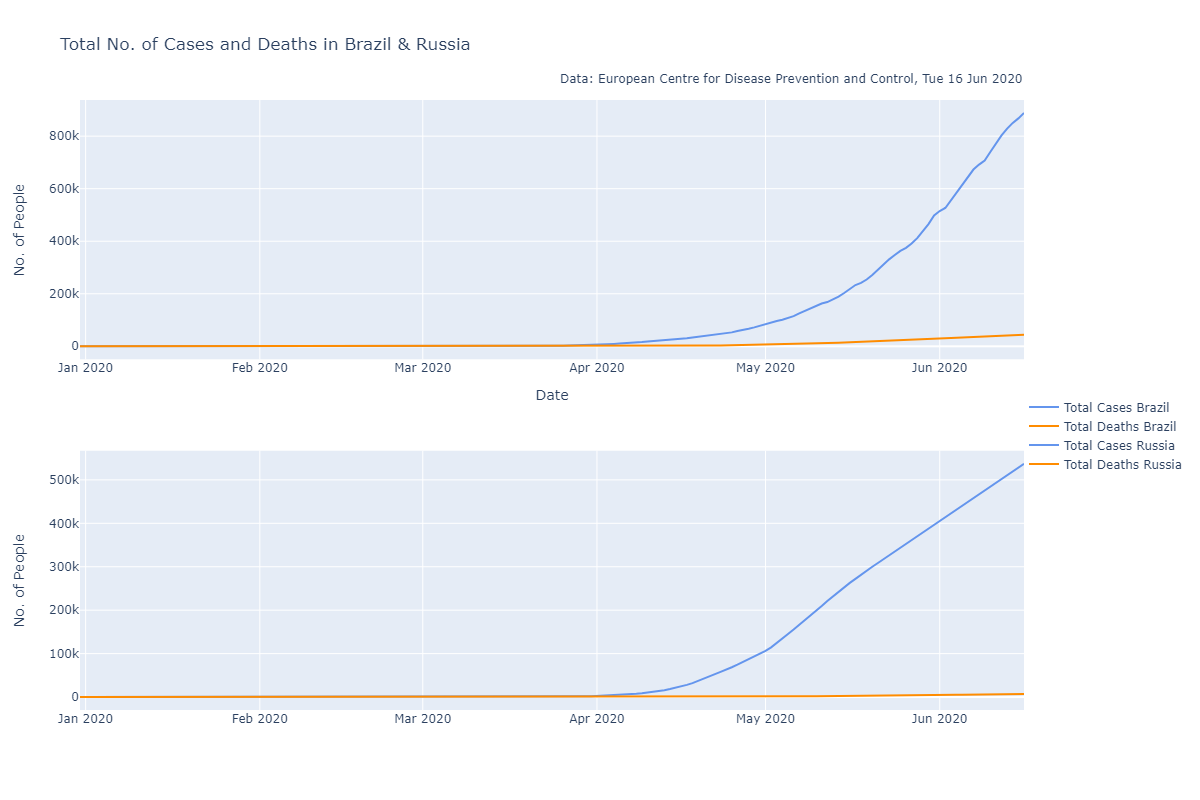 Total No. of Cases and Deaths in Brazil & Russia
Data: European Centre for Disease Prevention and Control, Tue 16 Jun 2020
No. of People
800k
600k
400k
200k
0
Jan 2020 Feb 2020 Mar 2020 Apr 2020 May 2020 Jun 2020
Date
Total Cases Brazil
Total Deaths Brazil
Total Cases Russia
Total Deaths Russia
No. of People
500k
400k
300k
200k
100k
0
Jan 2020 Feb 2020 Mar 2020 Apr 2020 May 2020 Jun 2020